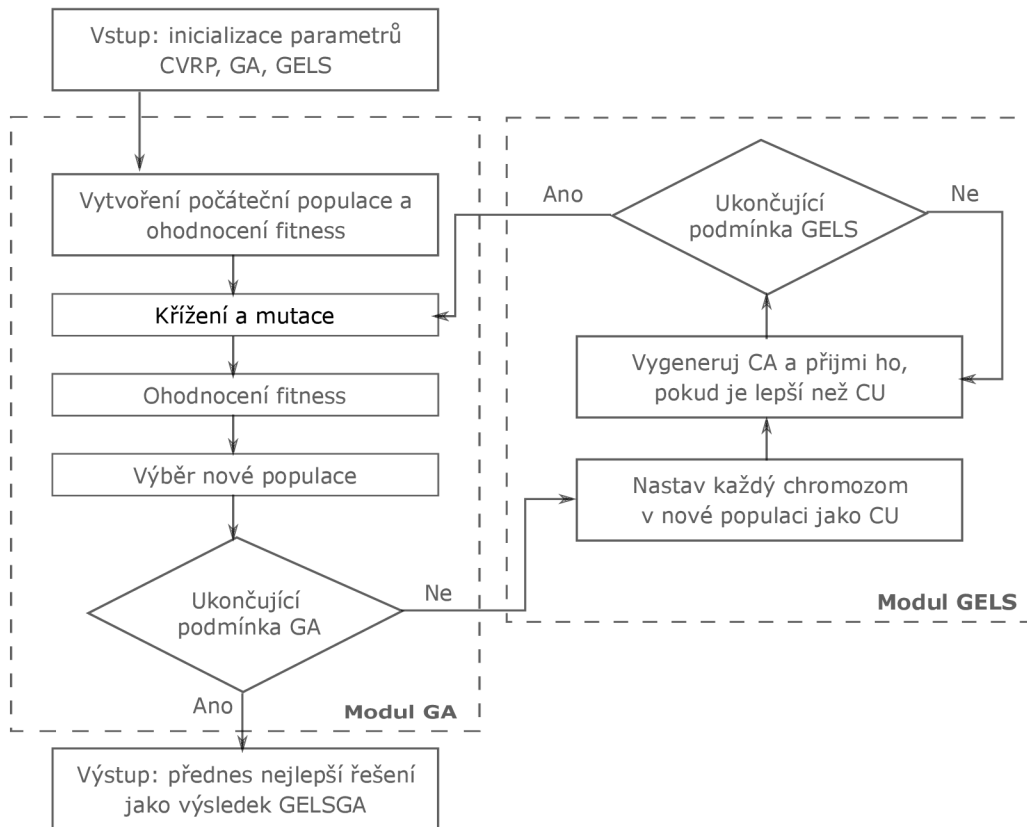 Vstup: inicializace parametrů
CVRP, GA, GELS
Vytvoření počáteční populace a
ohodnocení fitness
Křížení a mutace
Ohodnocení fitness
Výběr nové populace
Ukončující
podmínka GA
Ne
Ano
Modul GA
Výstup: přednes nejlepší řešení
jako výsledek GELSGA
Ano
Ukončující
podmínka GELS
Ne
Vygeneruj CA a přijmi ho,
pokud je lepší než CU
Nastav každý chromozom
v nové populaci jako CU
Modul GELS